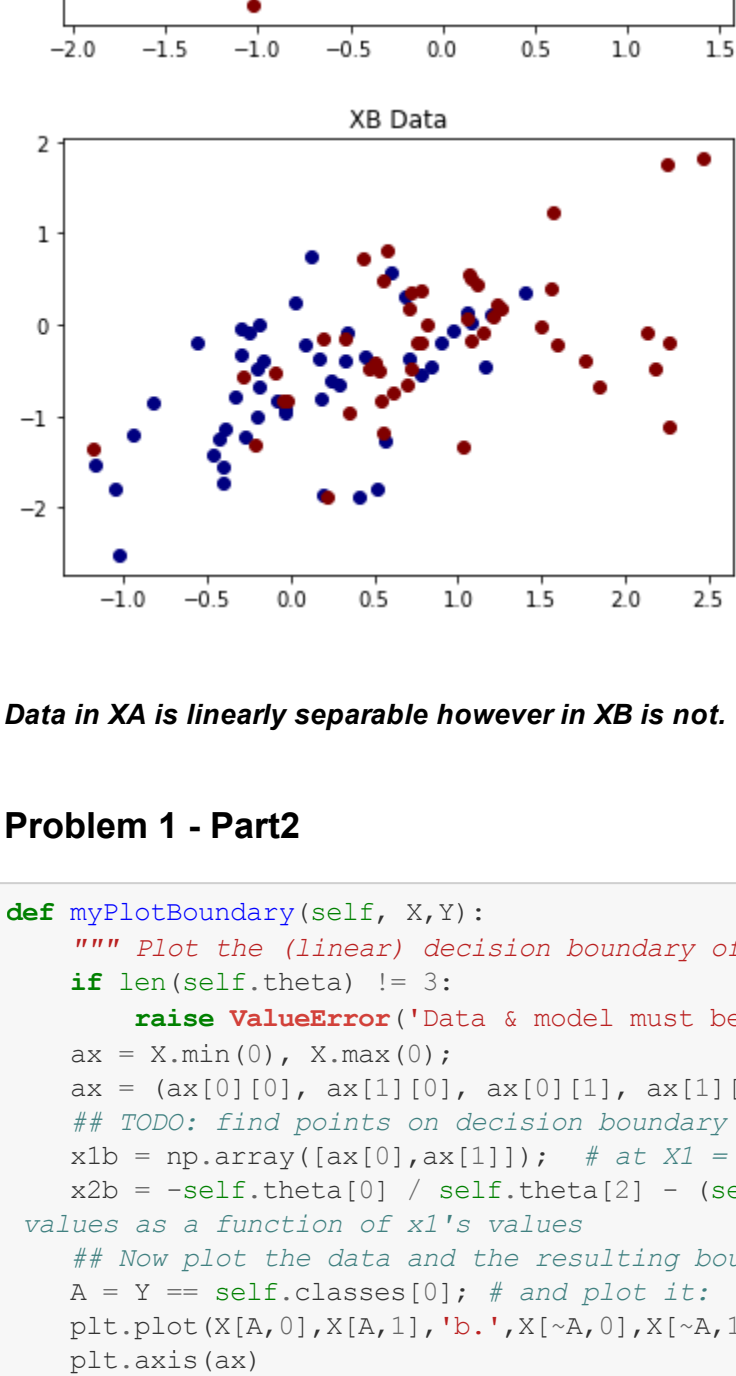 −2.0 −1.5 −1.0 −0.5 0.0 0.5 1.0 1.5
XB Data
2
1
0
−1
−2
−1.0 −0.5 0.0 0.5 1.0 1.5 2.0 2.5
Data in XA is linearly separable however in XB is not.
Problem 1 - Part2
def myPlotBoundary(self, X,Y):
""" Plot the (linear) decision boundary of
if len(self.theta) != 3:
raise ValueError('Data & model must be
ax = X.min(0), X.max(0);
ax = (ax[0][0], ax[1][0], ax[0][1], ax[1][
## TODO: find points on decision boundary
x1b = np.array([ax[0],ax[1]]); # at X1 =
x2b = -self.theta[0] / self.theta[2] - (se
values as a function of x1's values
## Now plot the data and the resulting bou
A = Y == self.classes[0]; # and plot it:
plt.plot(X[A,0],X[A,1],'b.',X[~A,0],X[~A,1
plt.axis(ax)